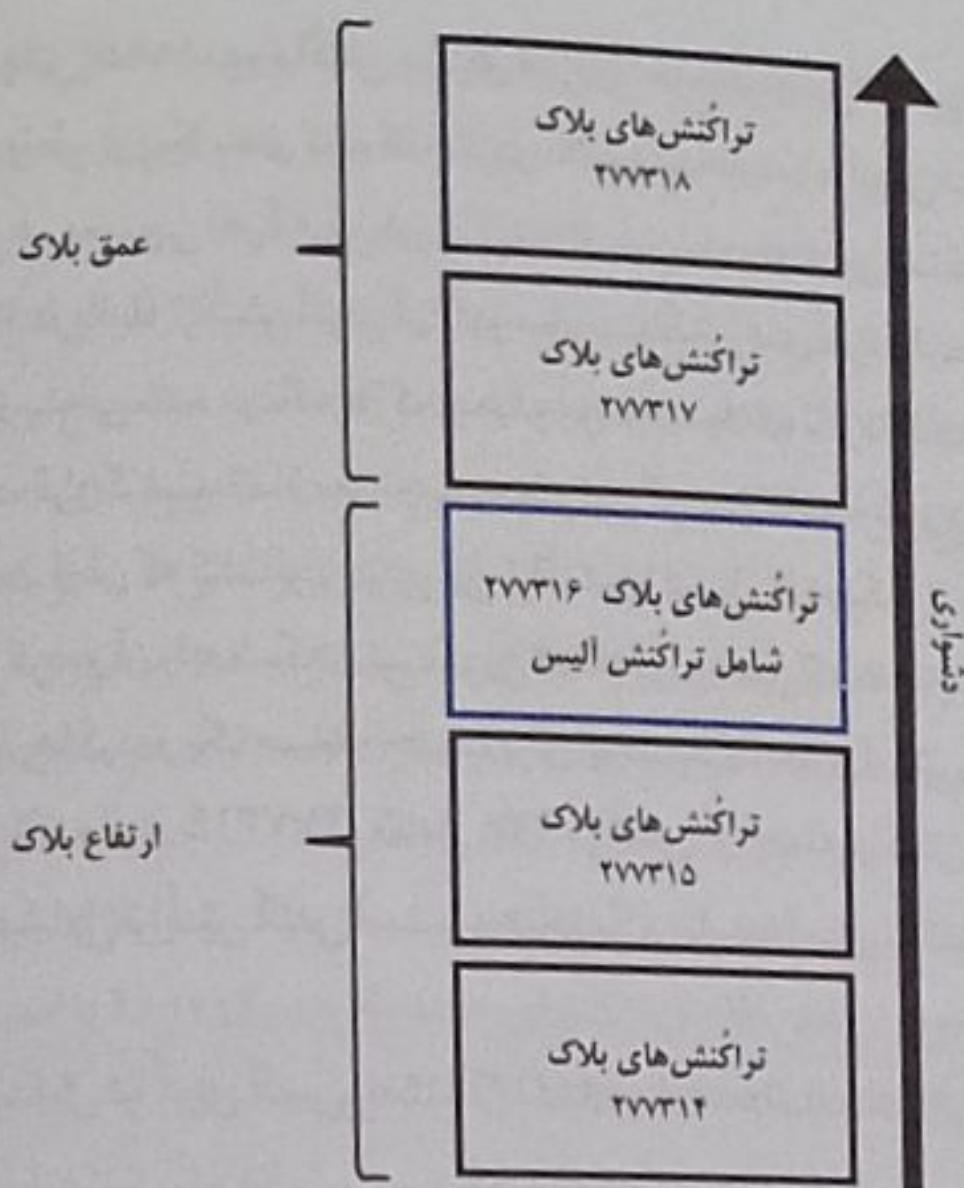 تراکُنش‌های بلاک
۲۷۷۳۱۸
عمق بلاک
تراکُنش‌های بلاک
۲۷۷۳۱۷
تراکُنش‌های بلاک ۲۷۷۳۱۶
شامل تراکُنش آلیس
دشواری
تراکُنش‌های بلاک
۲۷۷۳۱۵
ارتفاع بلاک
تراکُنش‌های بلاک
۲۷۷۳۱۴